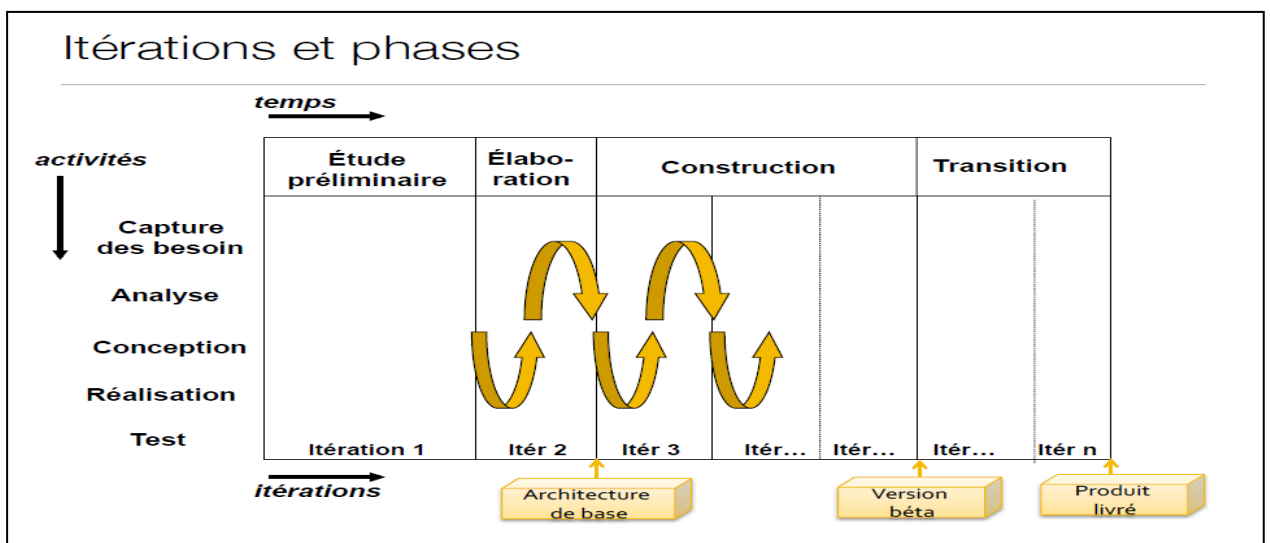 Itérations et phases
temps
activités
Étude
préliminaire
Élabo-
ration
Construction
Transition
Capture
des besoin
Analyse
Conception
Réalisation
Test
Itération 1
Itér 2
Itér 3
Itér...
Itér...
Itér...
Itér n
itérations
Architecture
de base
Version
béta
Produit
livré